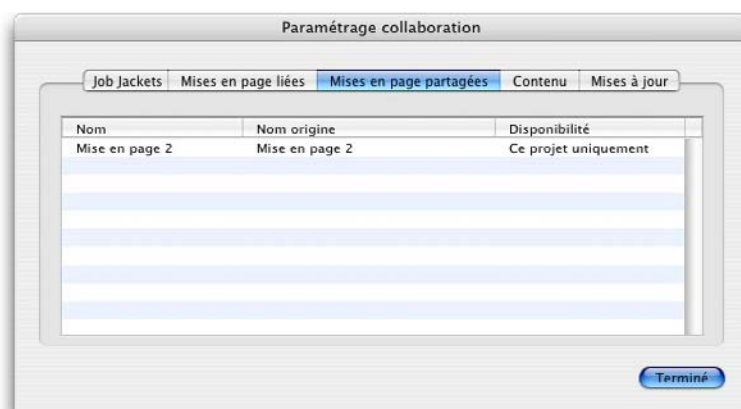 Paramétrage collaboration
Job Jackets Mises en page liées Mises en page partagées Contenu Mises à jour
Nom Nom origine Disponibilité
Mise en page 2 Mise en page 2 Ce projet uniquement
Terminé